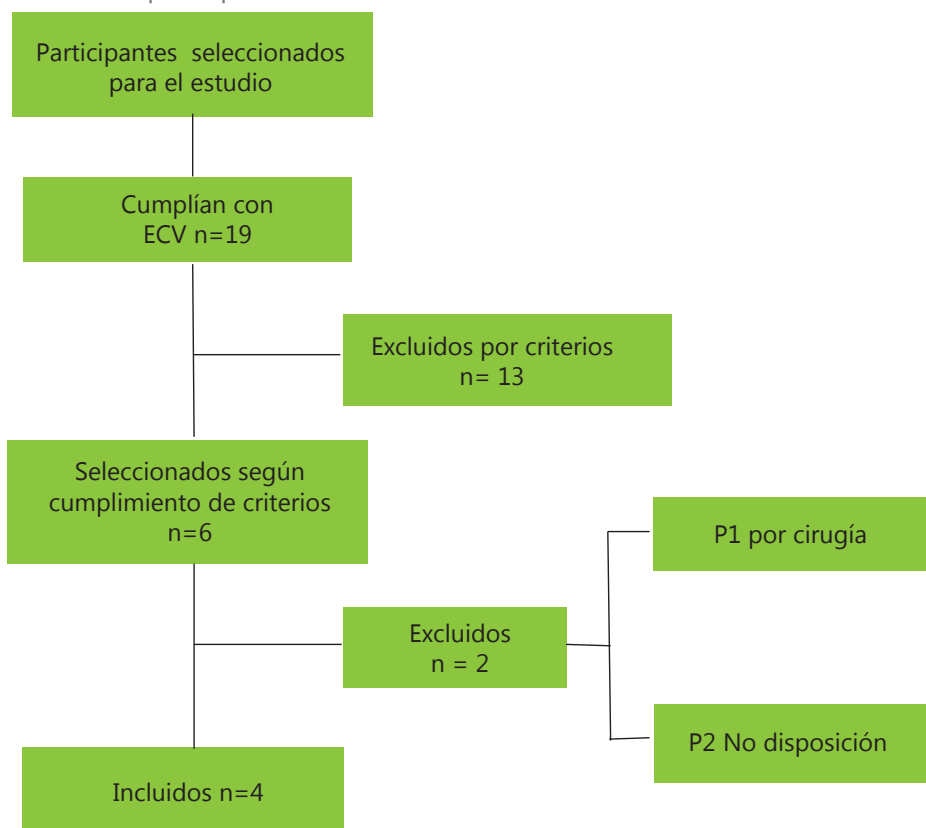 Participantes seleccionados
para el estudio
Cumplían con
ECV n=19
Excluidos por criterios
n= 13
Seleccionados según
cumplimiento de criterios
n=6
P1 por cirugía
Excluidos
n = 2
P2 No disposición
Incluidos n=4